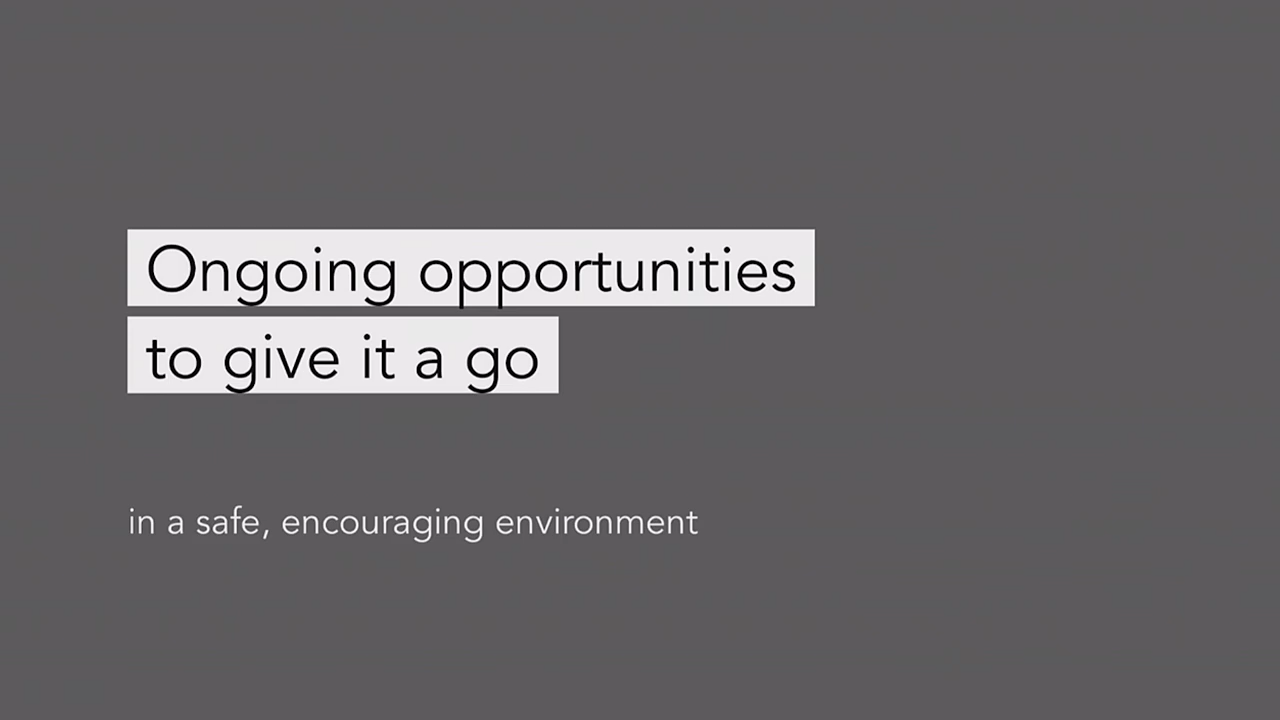 Ongoing opportunities
to give it a go
in a safe, encouraging environment